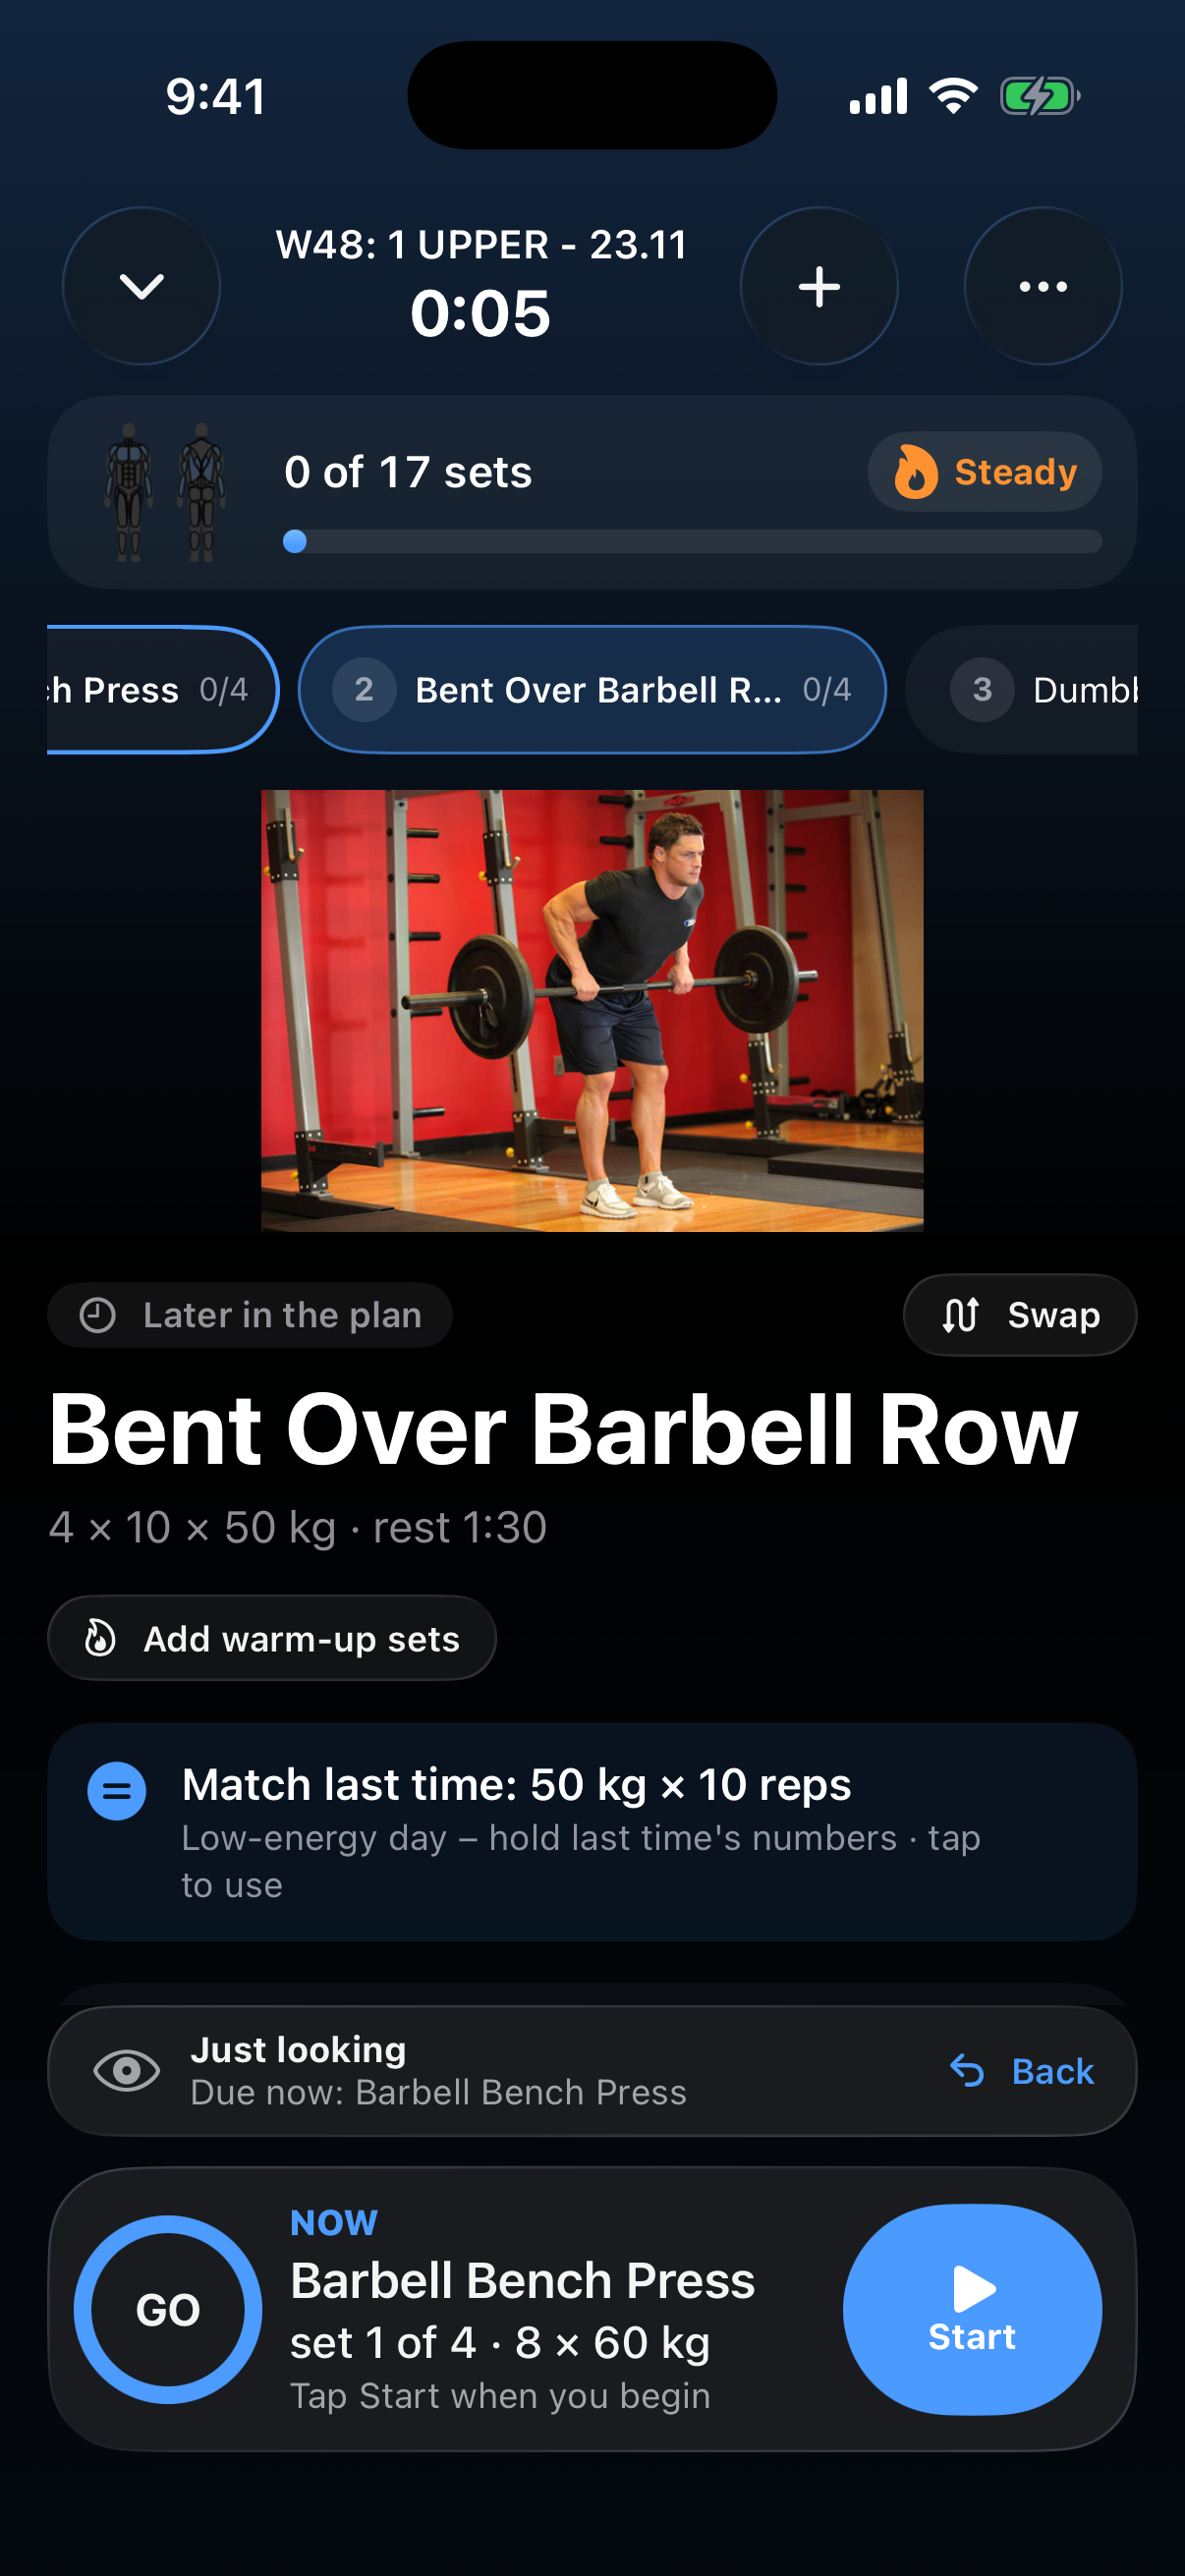 9:41
W48: 1 UPPER - 23.11
0:05
0 of 17 sets
Steady
Press 0/4
2 Bent Over Barbell R... 0/4
3
Later in the plan
Swap
Bent Over Barbell Row
4 × 10 × 50 kg · rest 1:30
Add warm-up sets
Match last time: 50 kg × 10 reps
Low-energy day – hold last time's numbers · tap
to use
Just looking
Due now: Barbell Bench Press
Back
GO
NOW
Barbell Bench Press
set 1 of 4 · 8 × 60 kg
Tap Start when you begin
Start